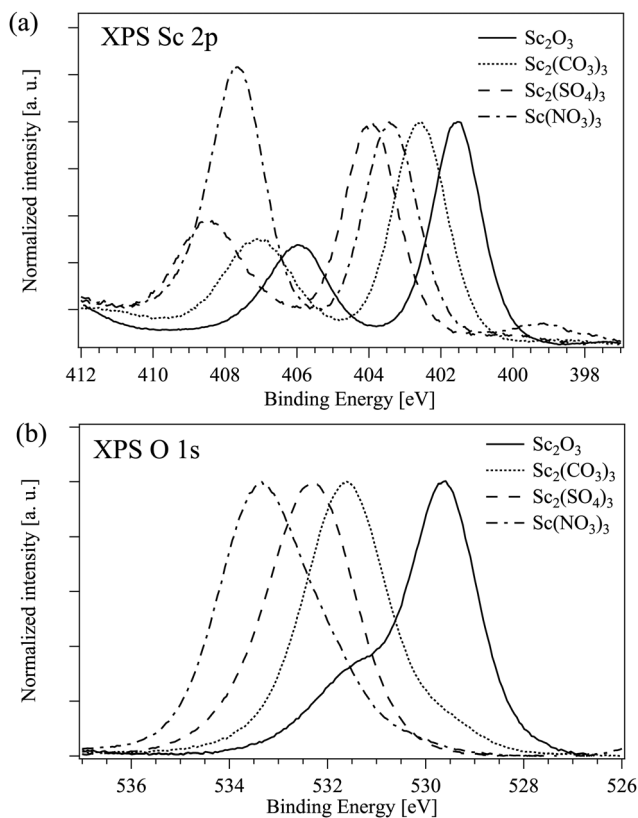 (a)
XPS Sc 2p
Sc₂O₃
Sc₂(CO₃)₃
Sc₂(SO₄)₃
Sc(NO₃)₃
Normalized intensity [a. u.]
412 410 408 406 404 402 400 398
Binding Energy [eV]
(b)
XPS O 1s
Sc₂O₃
Sc₂(CO₃)₃
Sc₂(SO₄)₃
Sc(NO₃)₃
Normalized intensity [a. u.]
536 534 532 530 528 526
Binding Energy [eV]